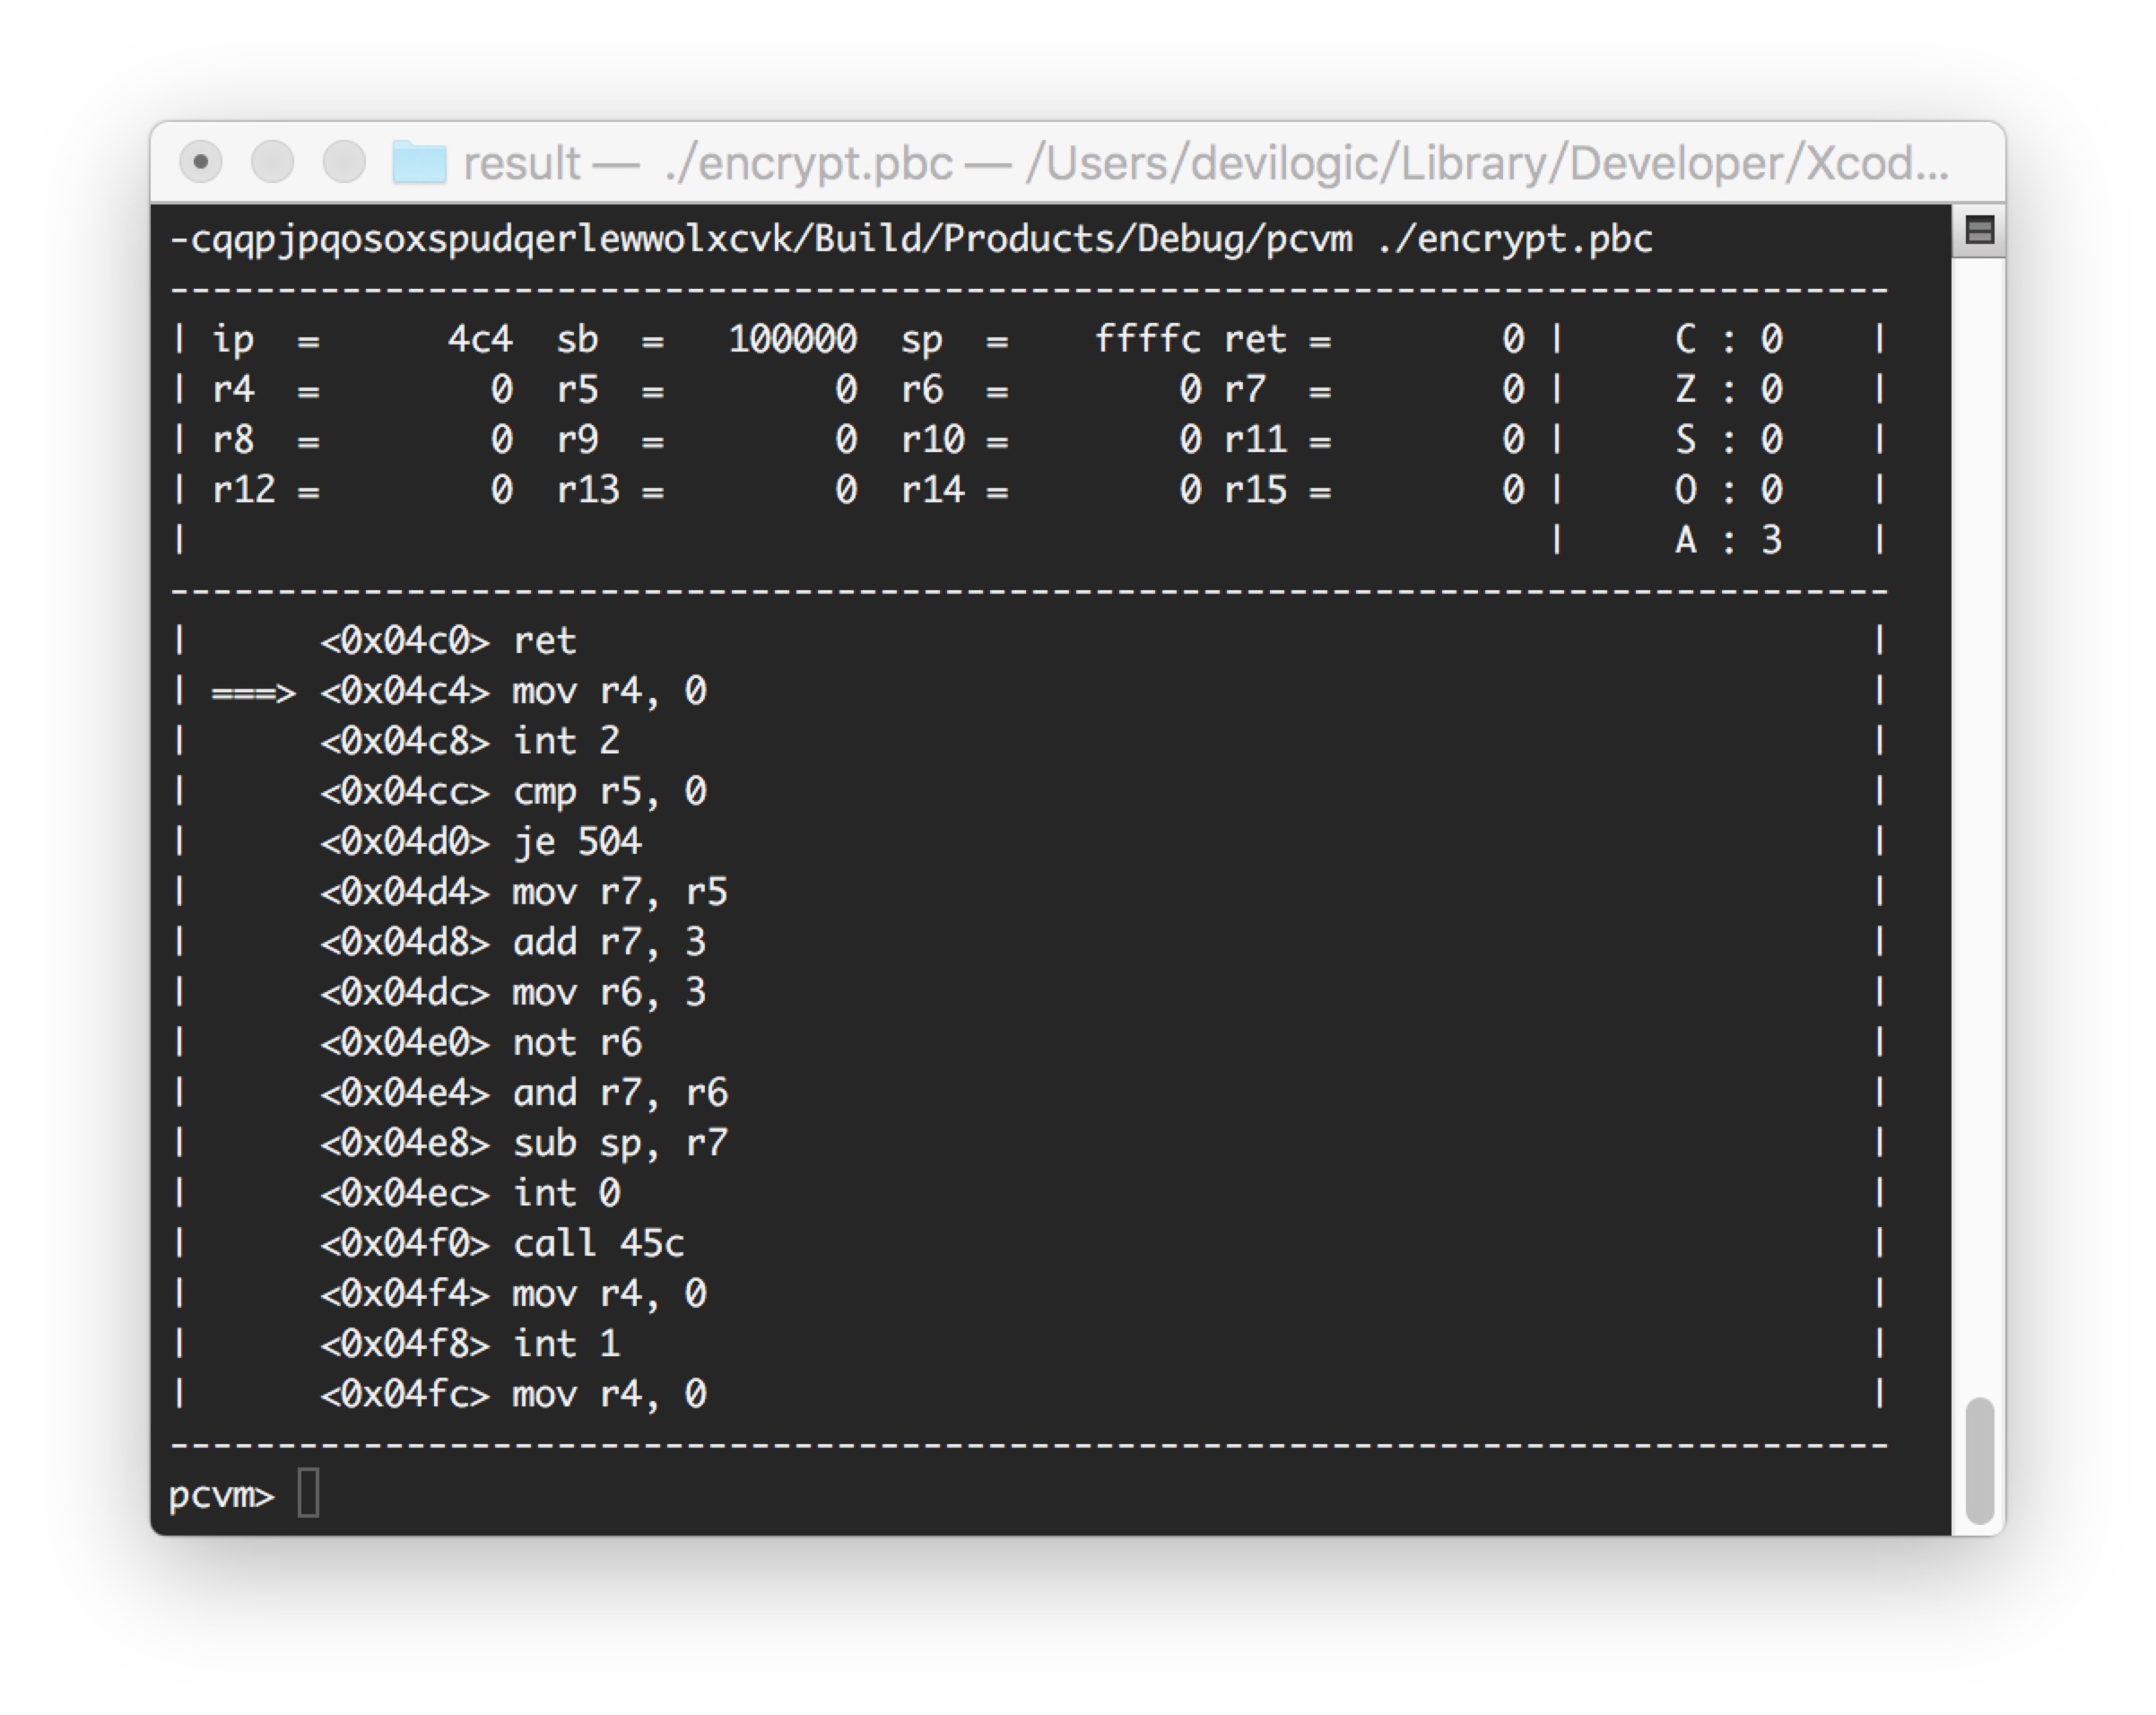 result — ./encrypt.pbc — /Users/devilogic/Library/Developer/Xcod...
-cqqpjpqosoxspudqerlewwolxcvk/Build/Products/Debug/pcvm ./encrypt.pbc
--------------------------------------------------------------------------------
| ip  =      4c4  sb  =   100000  sp  =    ffffc ret =        0 |     C : 0    |
| r4  =        0  r5  =        0  r6  =        0 r7  =        0 |     Z : 0    |
| r8  =        0  r9  =        0  r10 =        0 r11 =        0 |     S : 0    |
| r12 =        0  r13 =        0  r14 =        0 r15 =        0 |     O : 0    |
|                                                               |     A : 3    |
--------------------------------------------------------------------------------
|      <0x04c0> ret                                                            |
| ===> <0x04c4> mov r4, 0                                                      |
|      <0x04c8> int 2                                                          |
|      <0x04cc> cmp r5, 0                                                      |
|      <0x04d0> je 504                                                         |
|      <0x04d4> mov r7, r5                                                     |
|      <0x04d8> add r7, 3                                                      |
|      <0x04dc> mov r6, 3                                                      |
|      <0x04e0> not r6                                                         |
|      <0x04e4> and r7, r6                                                     |
|      <0x04e8> sub sp, r7                                                     |
|      <0x04ec> int 0                                                          |
|      <0x04f0> call 45c                                                       |
|      <0x04f4> mov r4, 0                                                      |
|      <0x04f8> int 1                                                          |
|      <0x04fc> mov r4, 0                                                      |
--------------------------------------------------------------------------------
pcvm>